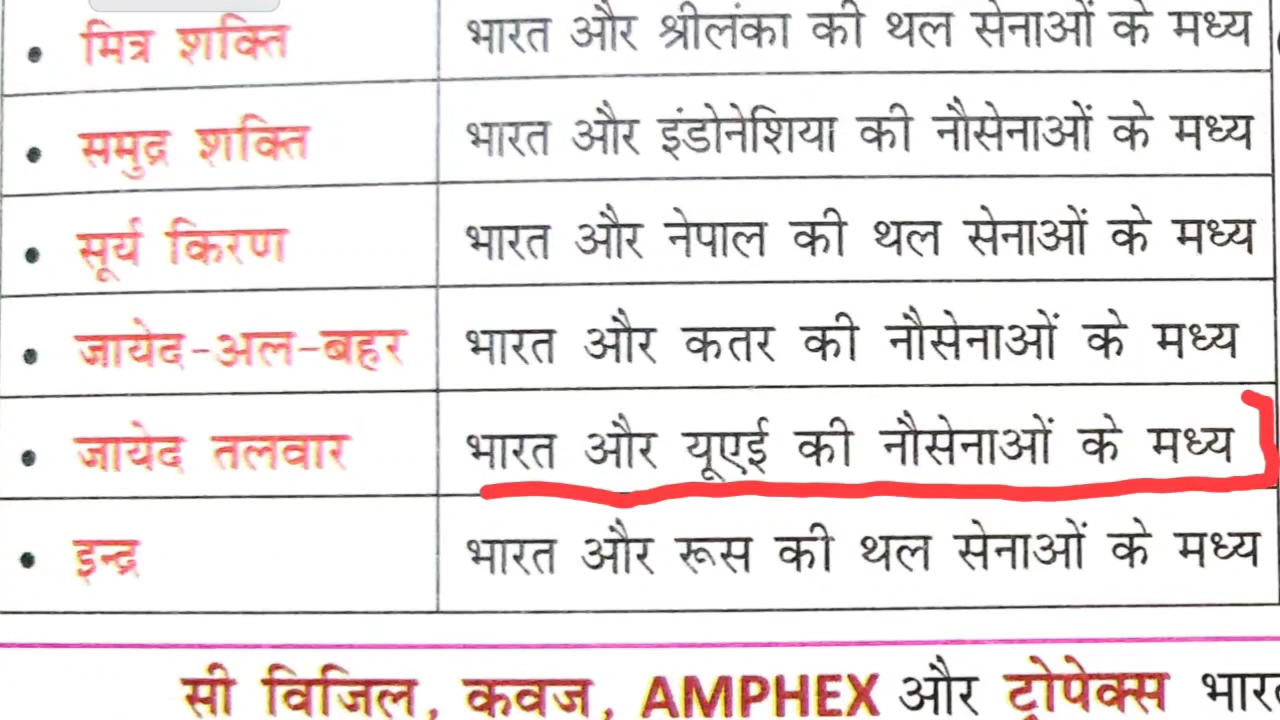 • मित्र शक्ति भारत और श्रीलंका की थल सेनाओं के मध्य
• समुद्र शक्ति भारत और इंडोनेशिया की नौसेनाओं के मध्य
• सूर्य किरण भारत और नेपाल की थल सेनाओं के मध्य
• जायेद-अल-बहर भारत और कतर की नौसेनाओं के मध्य
• जायेद तलवार भारत और यूएई की नौसेनाओं के मध्य
• इन्द्र भारत और रूस की थल सेनाओं के मध्य
सी विजिल, कवज, AMPHEX और ट्रोपेक्स